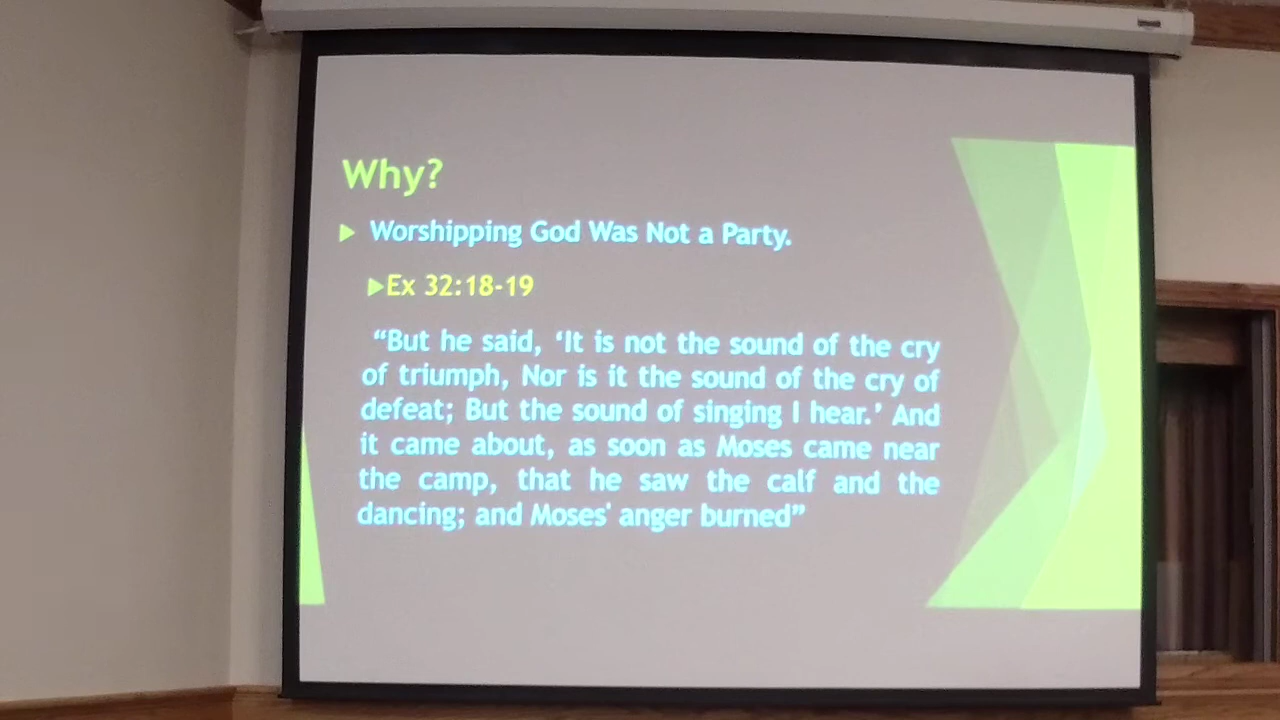 Why?
Worshipping God Was Not a Party.
Ex 32:18-19
“But he said, ‘It is not the sound of the cry
of triumph, Nor is it the sound of the cry of
defeat; But the sound of singing I hear.’ And
it came about, as soon as Moses came near
the camp, that he saw the calf and the
dancing; and Moses' anger burned”